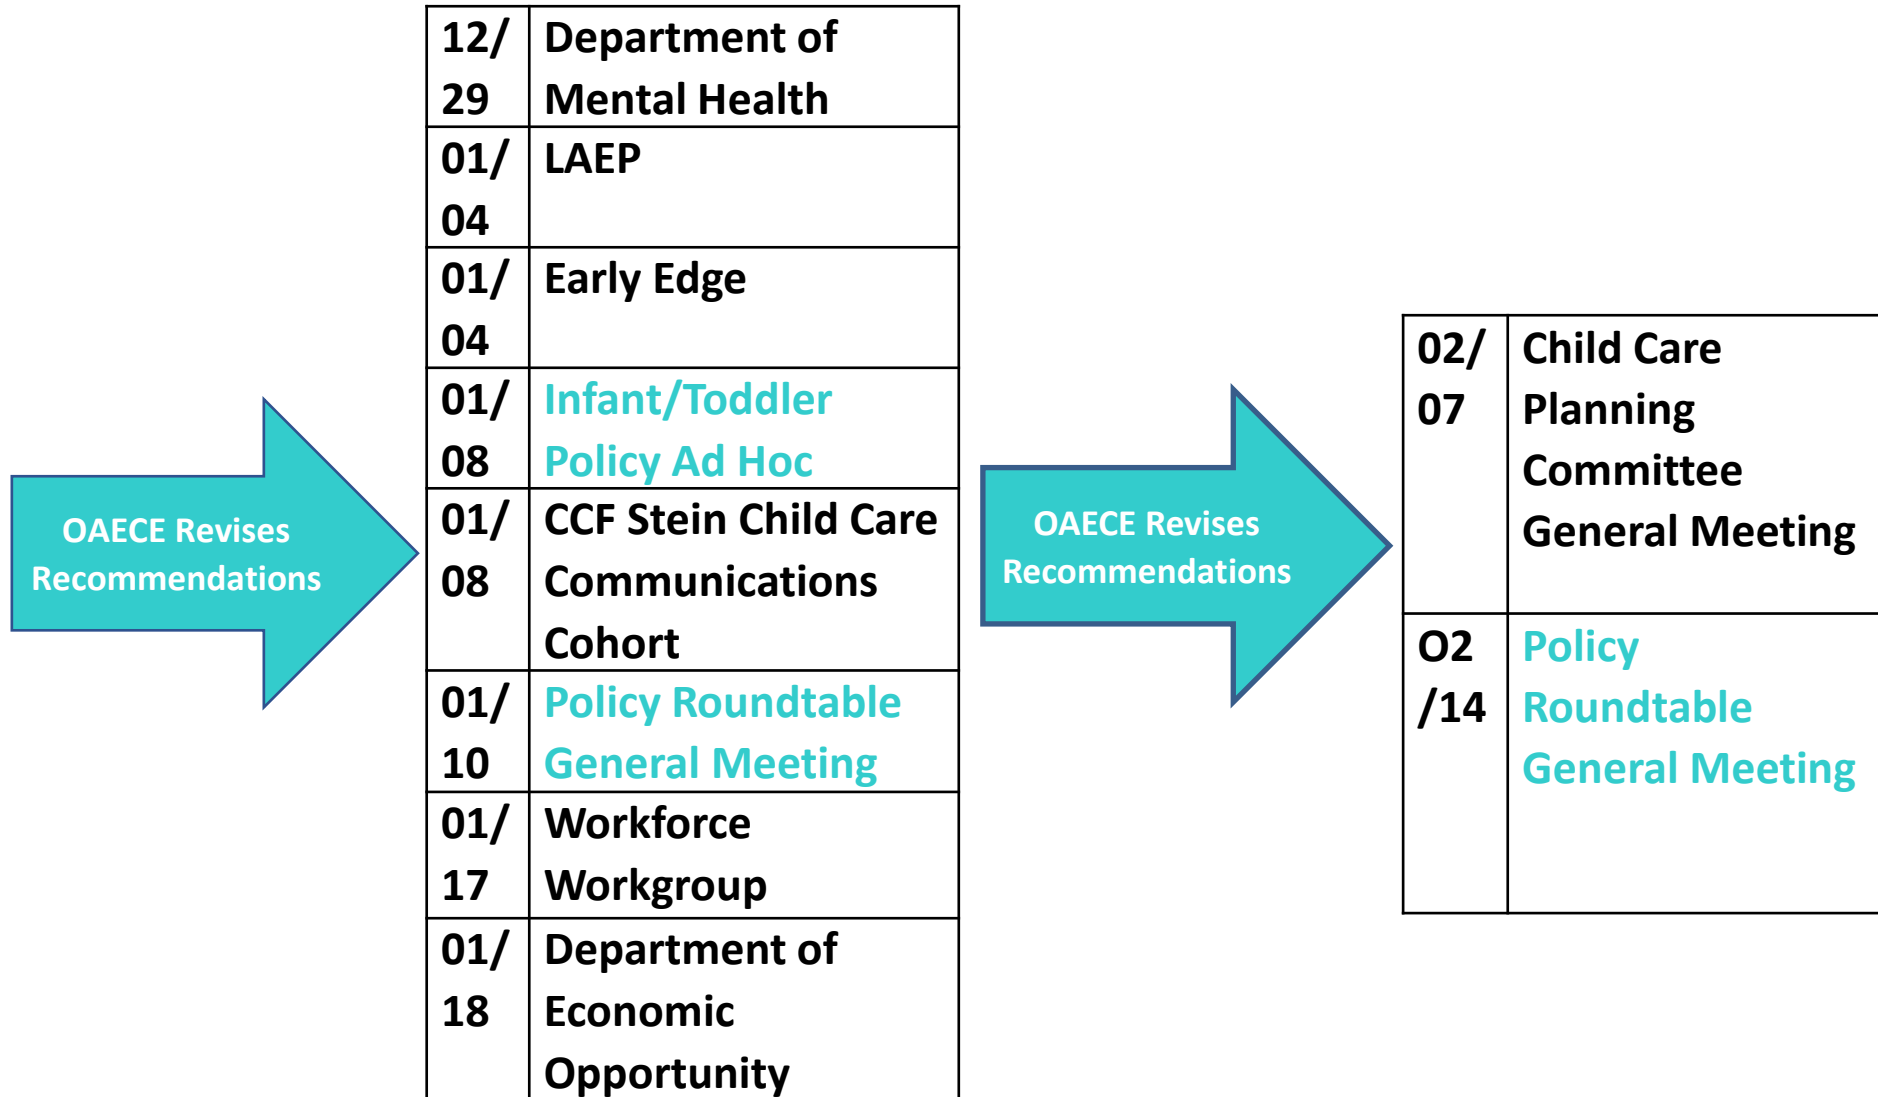 OAECE Revises
Recommendations
12/
29
Department of
Mental Health
01/
04
LAEP
01/
04
Early Edge
01/
08
Infant/Toddler
Policy Ad Hoc
01/
08
CCF Stein Child Care
Communications
Cohort
01/
10
Policy Roundtable
General Meeting
01/
17
Workforce
Workgroup
01/
18
Department of
Economic
Opportunity
OAECE Revises
Recommendations
02/
07
Child Care
Planning
Committee
General Meeting
O2
/14
Policy
Roundtable
General Meeting